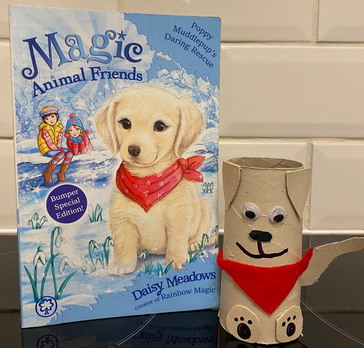 Magic
Animal Friends
Poppy
Muddlepup's
Daring Rescue
Bumper
Special
Edition!
Daisy Meadows
creator of Rainbow Magic